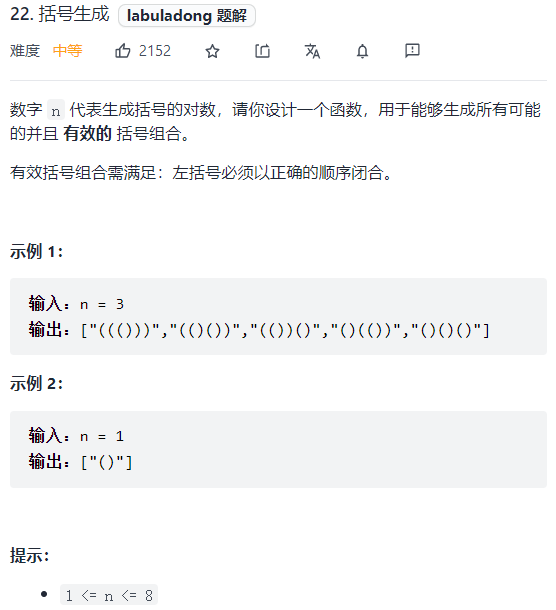 22. 括号生成 labuladong 题解
难度 中等 2152
数字 n 代表生成括号的对数，请你设计一个函数，用于能够生成所有可能
的并且 有效的 括号组合。
有效括号组合需满足：左括号必须以正确的顺序闭合。
示例 1：
输入：n = 3
输出：["((()))","(()())","(())()","()(())","()()()"]
示例 2：
输入：n = 1
输出：["()"]
提示：
• 1 <= n <= 8